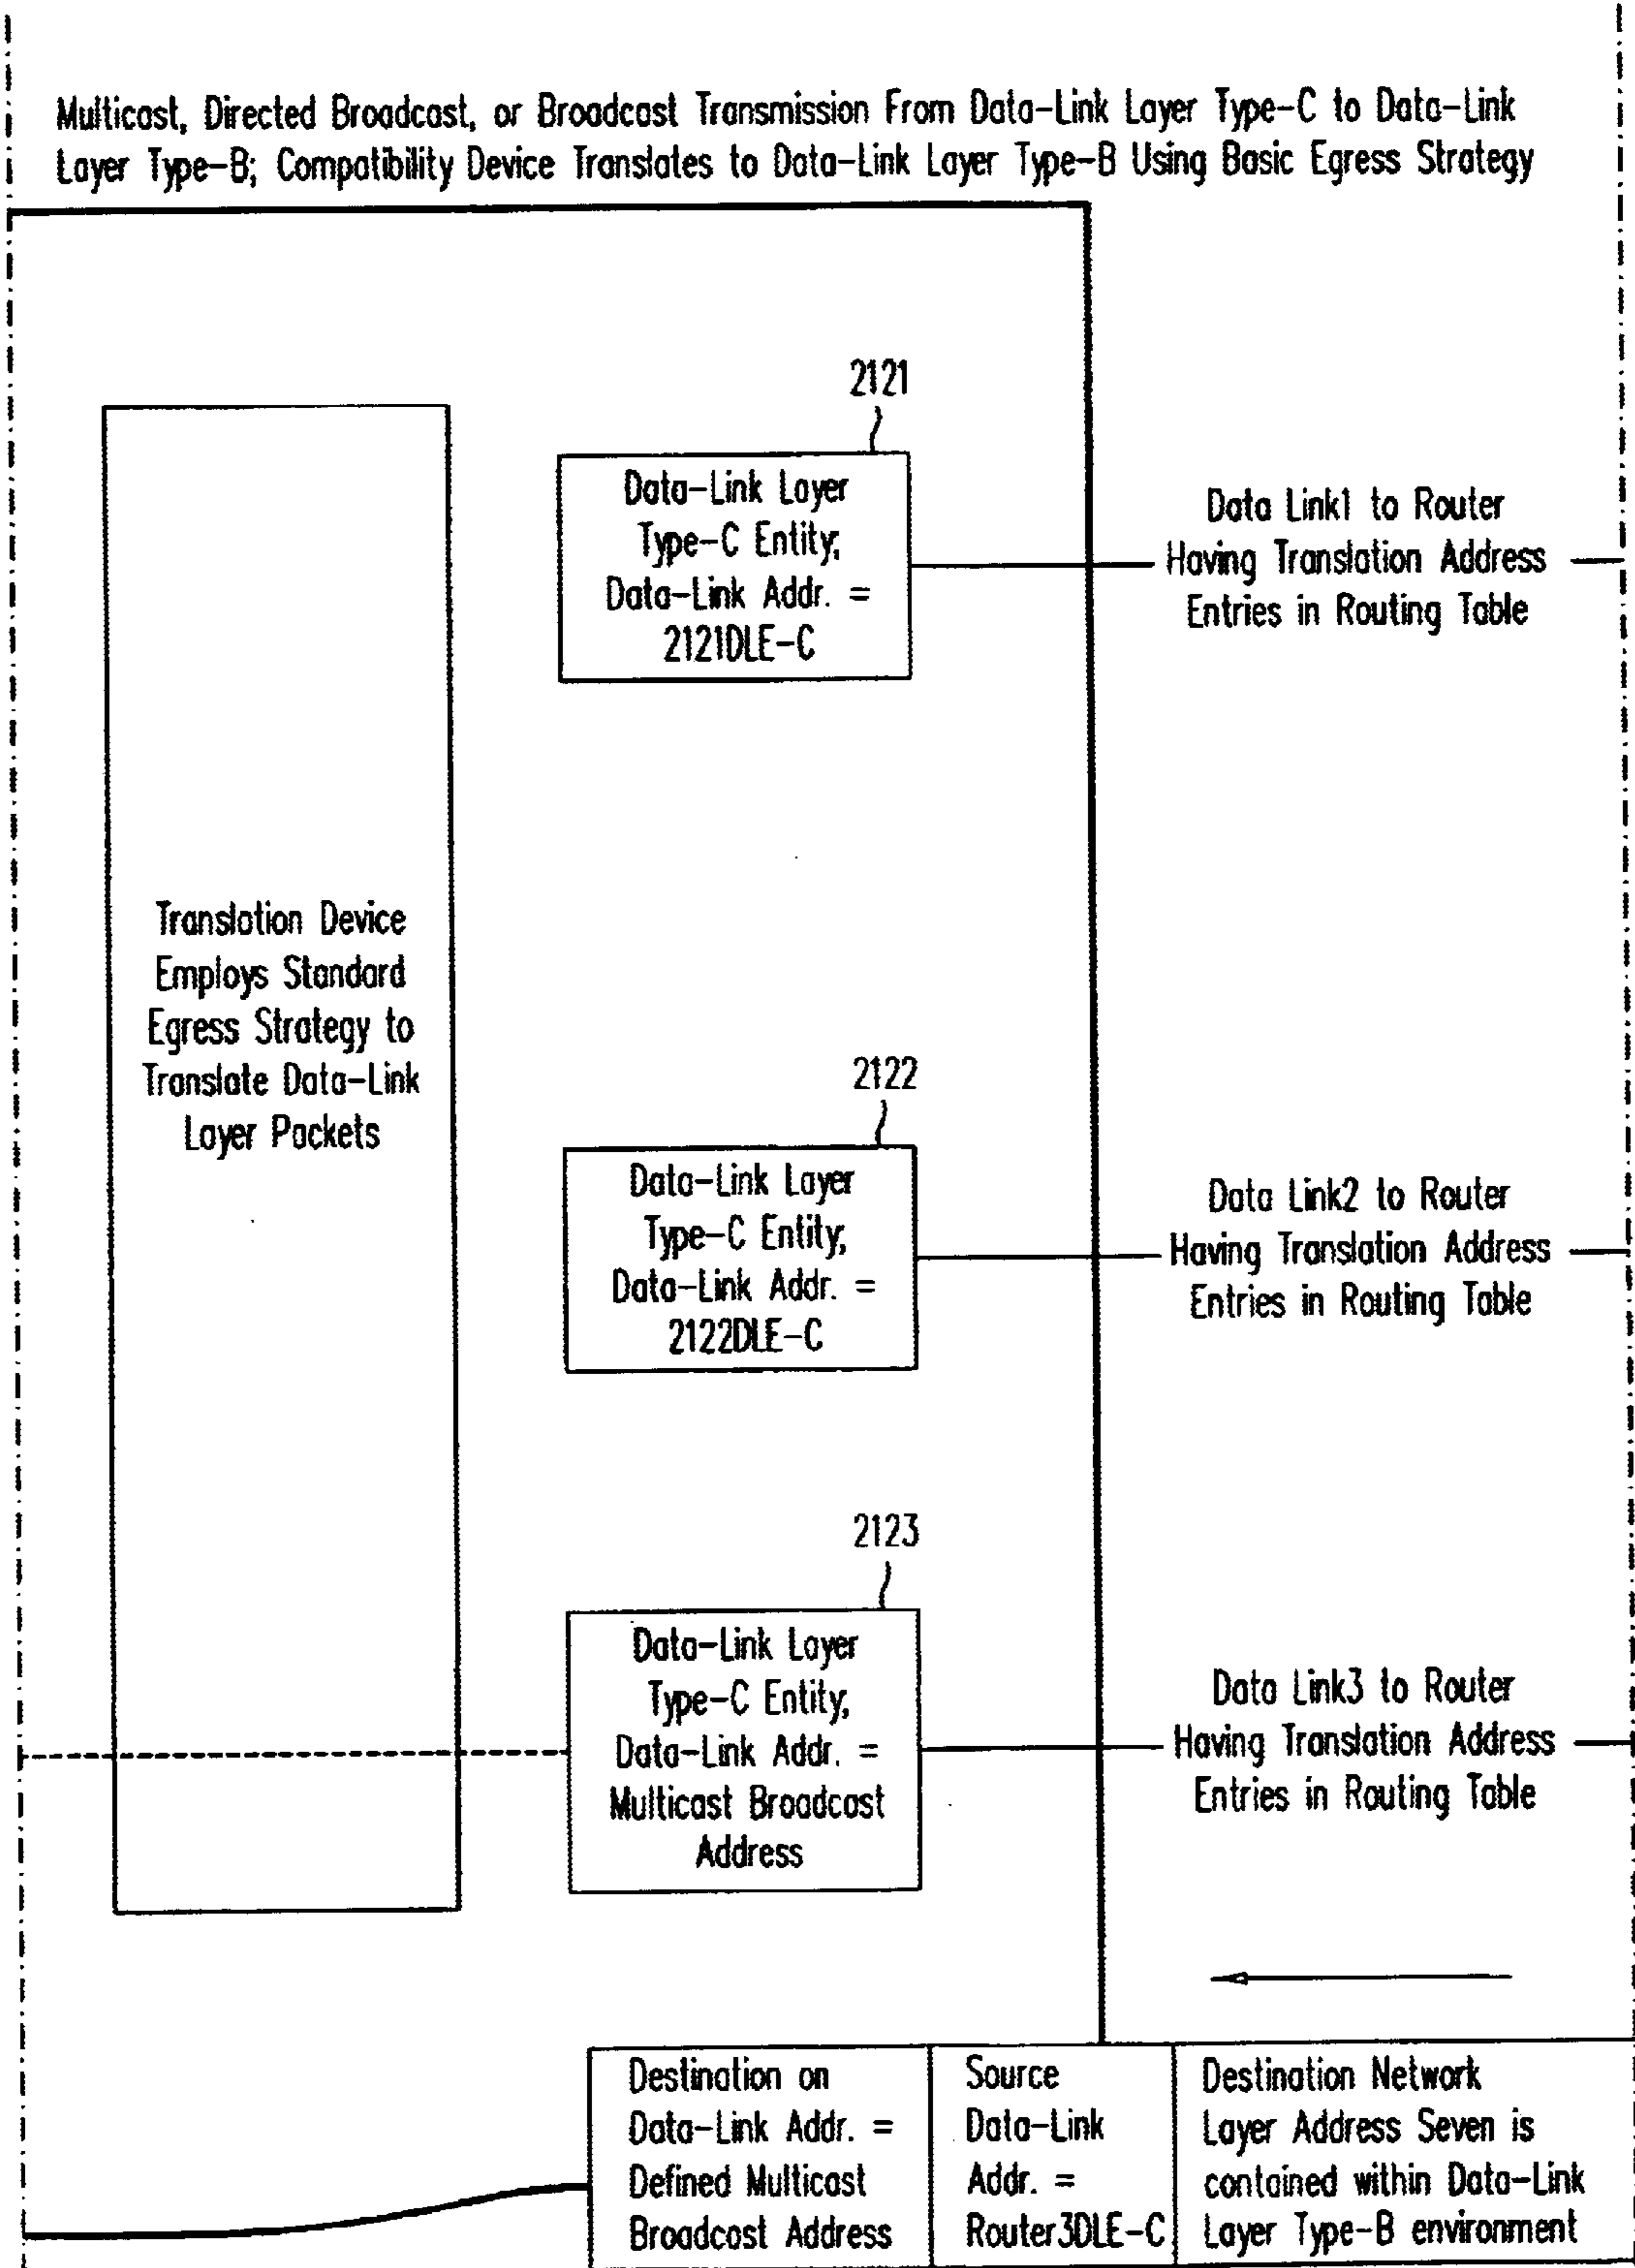 Multicast, Directed Broadcast, or Broadcast Transmission From Data-Link Layer Type-C to Data-Link
Layer Type-B; Compatibility Device Translates to Data-Link Layer Type-B Using Basic Egress Strategy
2121
Data-Link Layer
Type-C Entity;
Data-Link Addr. =
2121DLE-C
Data Link1 to Router
Having Translation Address
Entries in Routing Table
Translation Device
Employs Standard
Egress Strategy to
Translate Data-Link
Layer Packets
2122
Data-Link Layer
Type-C Entity;
Data-Link Addr. =
2122DLE-C
Data Link2 to Router
Having Translation Address
Entries in Routing Table
2123
Data-Link Layer
Type-C Entity;
Data-Link Addr. =
Multicast Broadcast
Address
Data Link3 to Router
Having Translation Address
Entries in Routing Table
Destination on
Data-Link Addr. =
Defined Multicast
Broadcast Address
Source
Data-Link
Addr. =
Router3DLE-C
Destination Network
Layer Address Seven is
contained within Data-Link
Layer Type-B environment